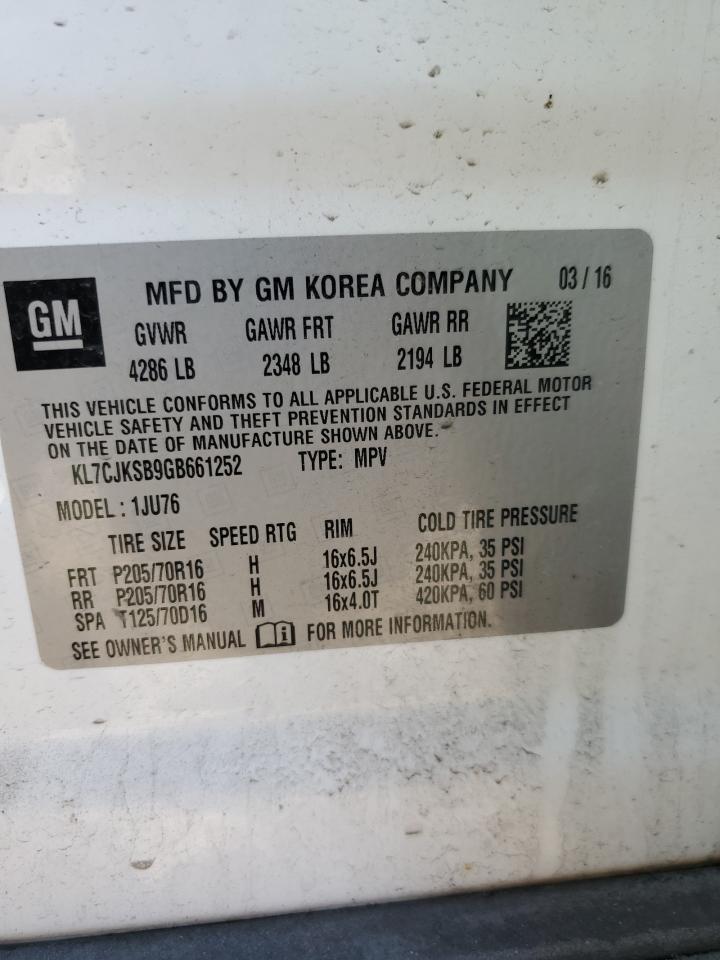 GM
MFD BY GM KOREA COMPANY 03 / 16
GVWR GAWR FRT GAWR RR
4286 LB 2348 LB 2194 LB
THIS VEHICLE CONFORMS TO ALL APPLICABLE U.S. FEDERAL MOTOR
VEHICLE SAFETY AND THEFT PREVENTION STANDARDS IN EFFECT
ON THE DATE OF MANUFACTURE SHOWN ABOVE.
KL7CJKSB9GB661252 TYPE: MPV
MODEL : 1JU76
TIRE SIZE SPEED RTG RIM COLD TIRE PRESSURE
FRT P205/70R16 H 16x6.5J 240KPA, 35 PSI
RR P205/70R16 H 16x6.5J 240KPA, 35 PSI
SPA T125/70D16 M 16x4.0T 420KPA, 60 PSI
SEE OWNER'S MANUAL i FOR MORE INFORMATION.